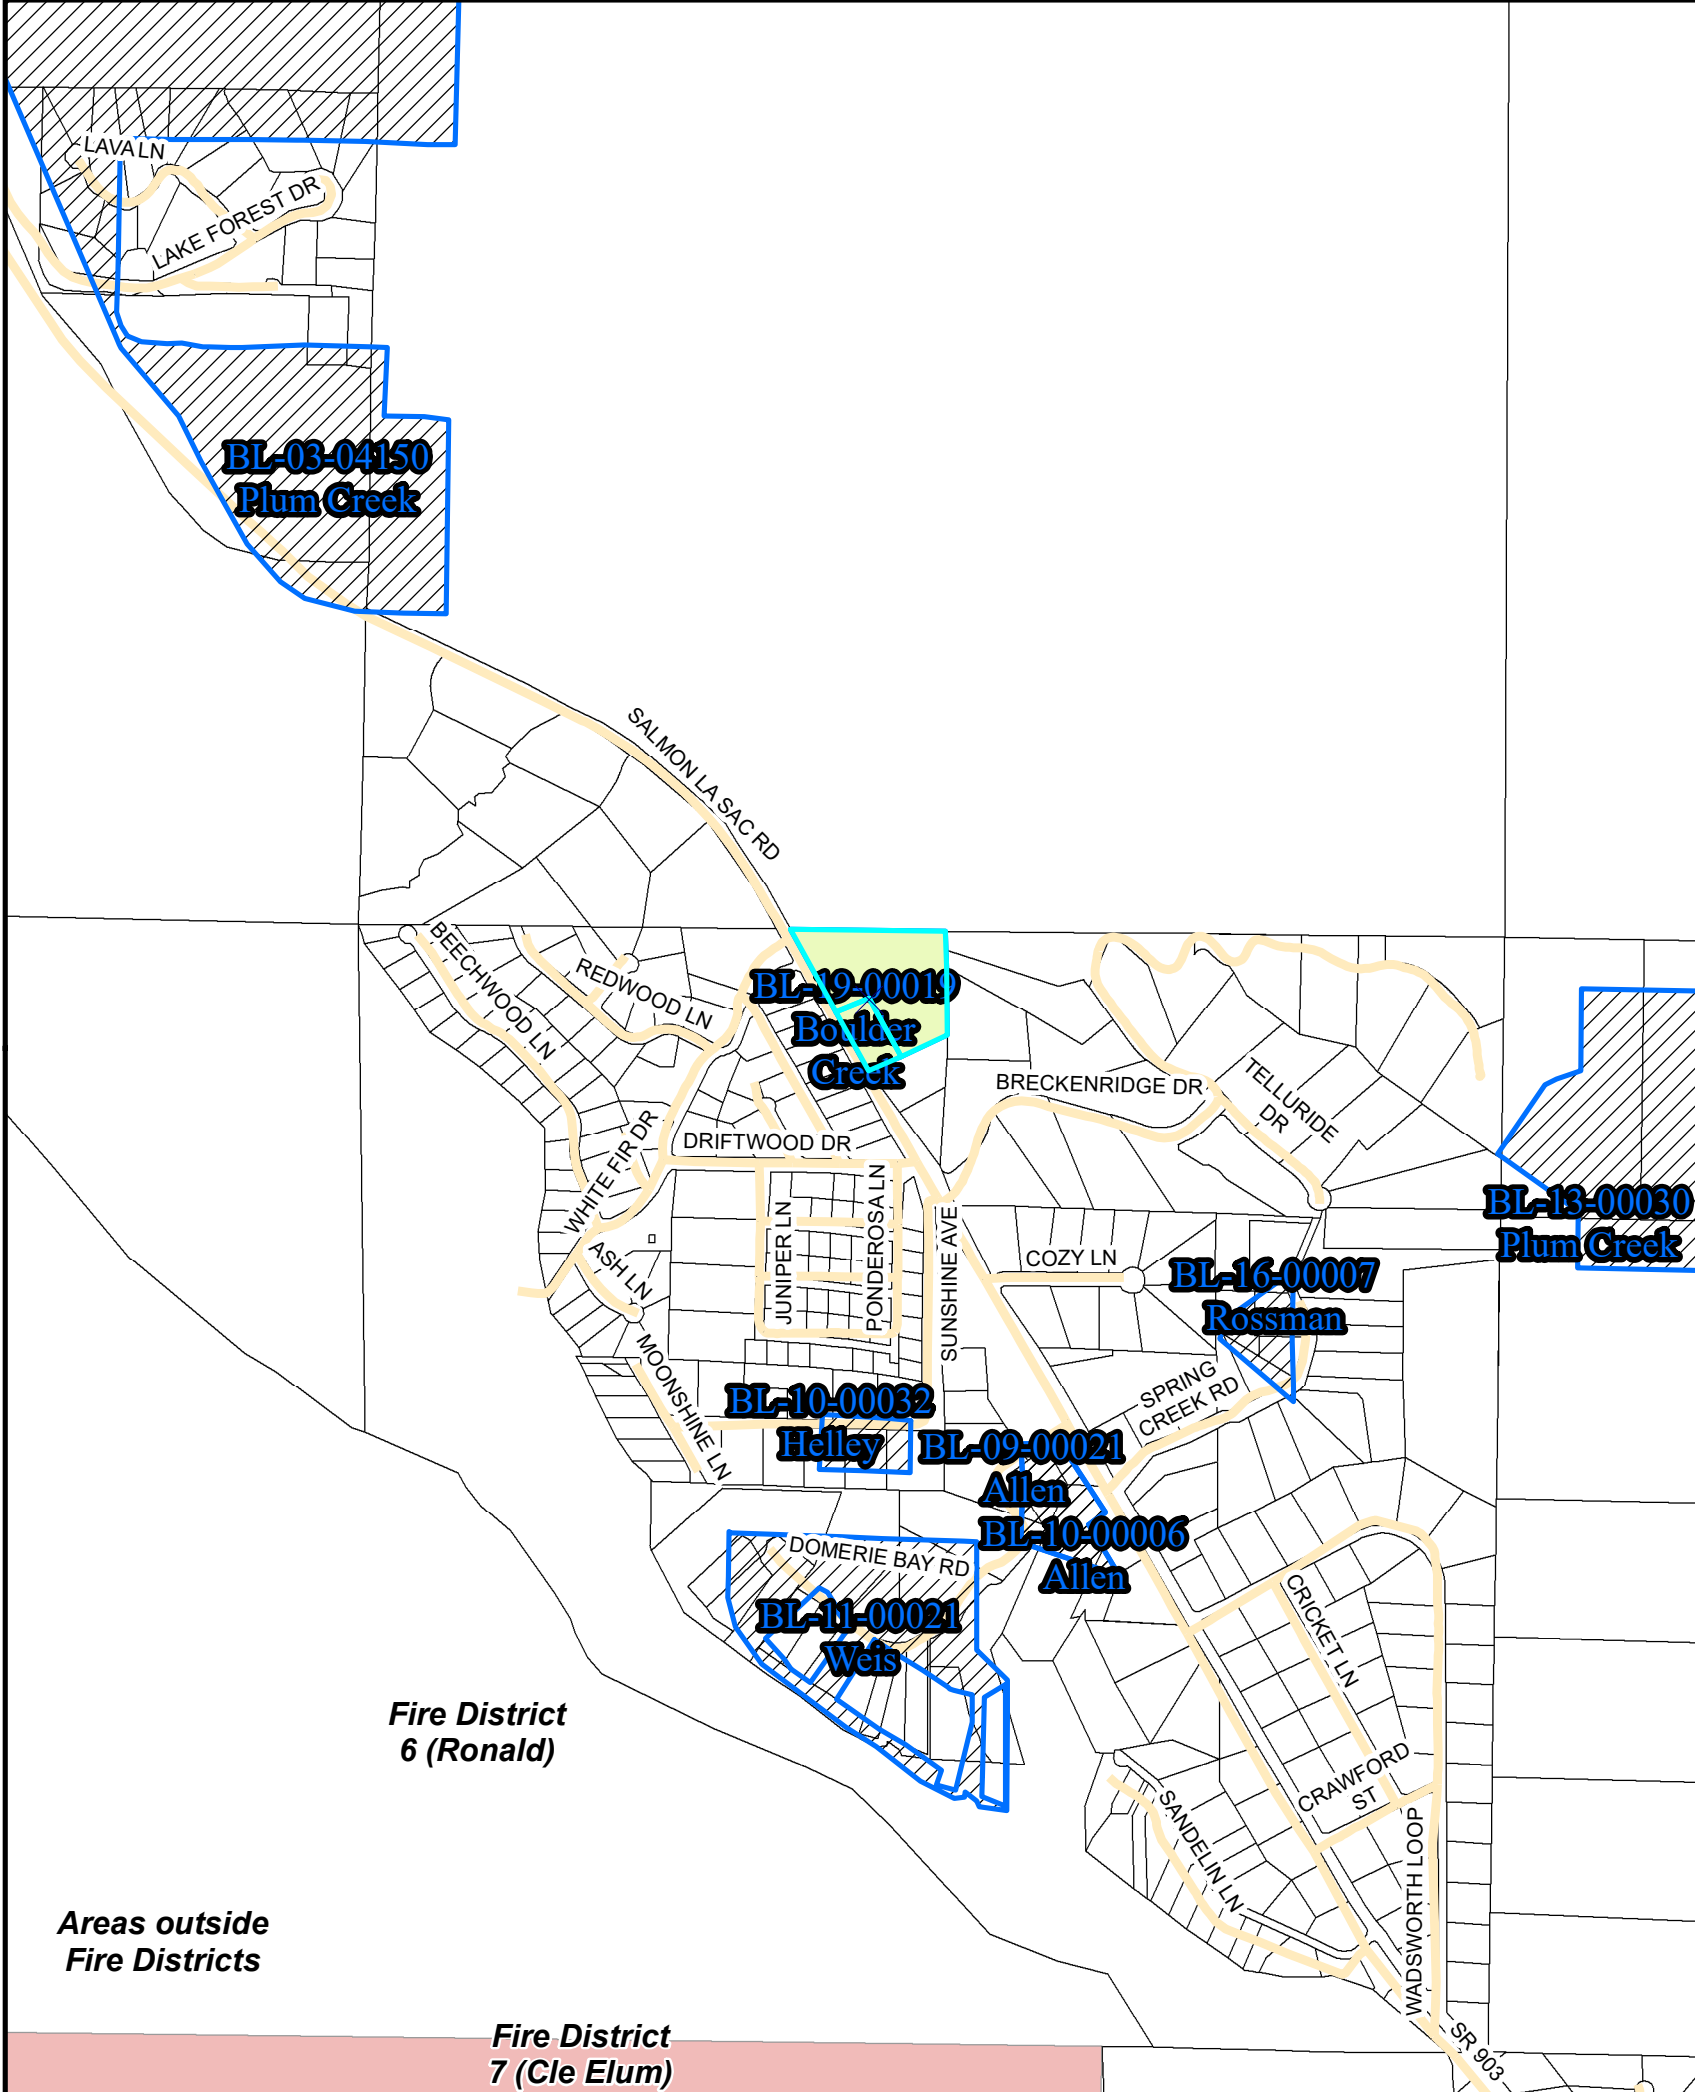 LAVA LN
LAKE FOREST DR
BL-03-04150
Plum Creek
SALMON LA SAC RD
BEECHWOOD LN
REDWOOD LN
BL-19-00019
Boulder
Creek
BRECKENRIDGE DR
TELLURIDE
DR
WHITE FIR DR
DRIFTWOOD DR
JUNIPER LN
PONDEROSA LN
SUNSHINE AVE
ASH LN
COZY LN
BL-13-00030
Plum Creek
BL-16-00007
Rossman
MOONSHINE LN
SPRING
CREEK RD
BL-10-00032
Helley
BL-09-00021
Allen
BL-10-00006
Allen
DOMERIE BAY RD
BL-11-00021
Weis
CRICKET LN
CRAWFORD
ST
SANDELIN LN
WADSWORTH LOOP
Fire District
6 (Ronald)
Areas outside
Fire Districts
Fire District
7 (Cle Elum)
SR 903